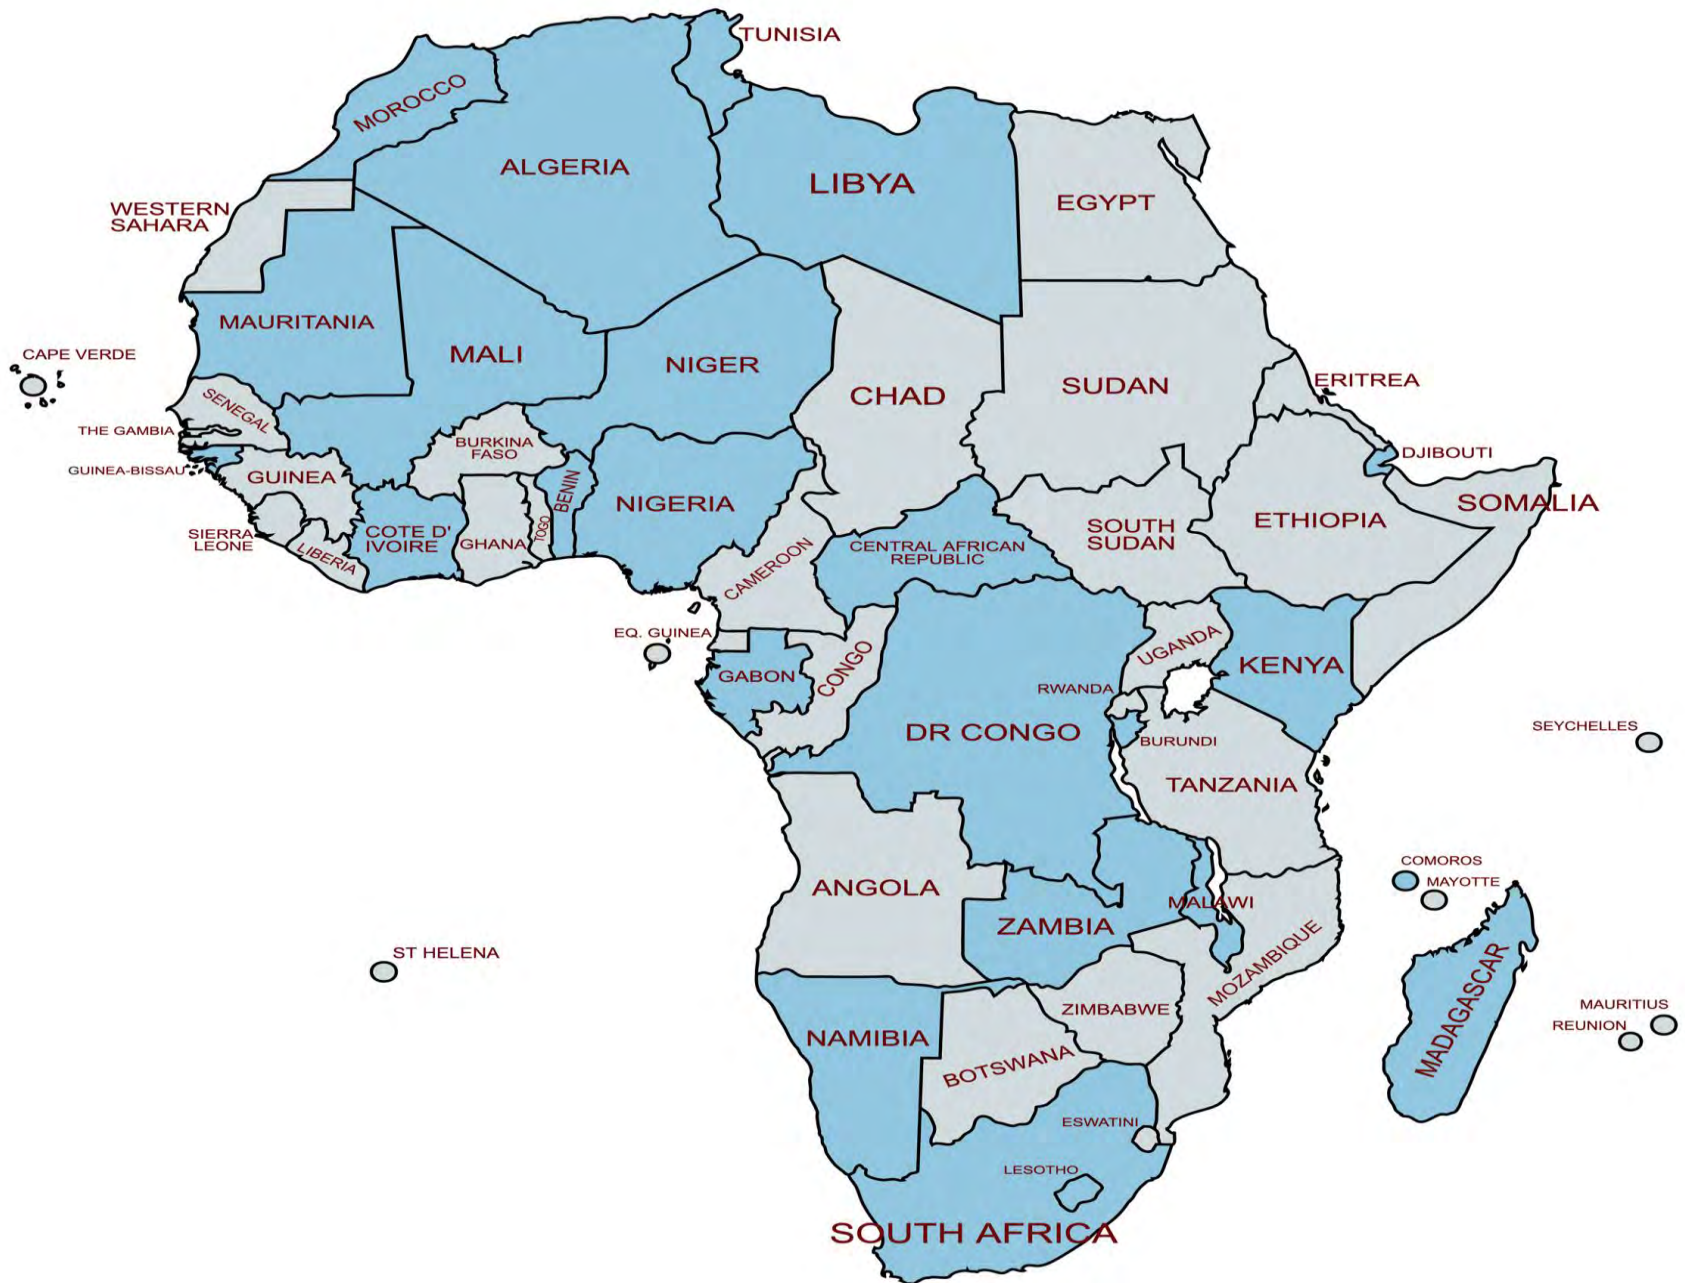 TUNISIA
MOROCCO
ALGERIA
LIBYA
EGYPT
WESTERN
SAHARA
MAURITANIA
MALI
NIGER
CHAD
SUDAN
ERITREA
CAPE VERDE
SENEGAL
THE GAMBIA
GUINEA-BISSAU
GUINEA
BURKINA
FASO
BENIN
NIGERIA
DJIBOUTI
SOMALIA
ETHIOPIA
SOUTH
SUDAN
SIERRA
LEONE
LIBERIA
COTE D'
IVOIRE
GHANA
TOGO
CAMEROON
CENTRAL AFRICAN
REPUBLIC
EQ. GUINEA
GABON
CONGO
UGANDA
KENYA
RWANDA
DR CONGO
BURUNDI
TANZANIA
SEYCHELLES
COMOROS
MAYOTTE
ANGOLA
ZAMBIA
MALAWI
MOZAMBIQUE
ST HELENA
MADAGASCAR
MAURITIUS
REUNION
NAMIBIA
ZIMBABWE
BOTSWANA
ESWATINI
LESOTHO
SOUTH AFRICA